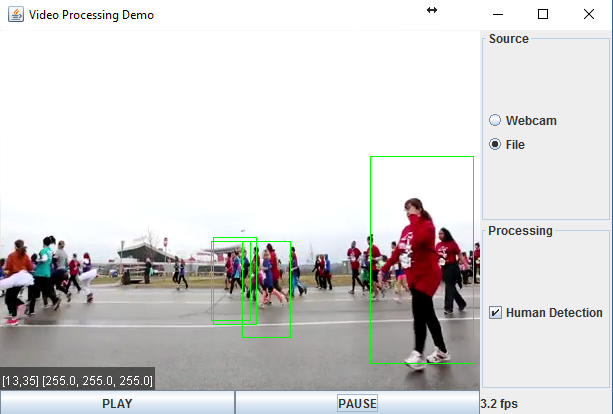 Video Processing Demo
Source
Webcam
File
Processing
Human Detection
[13,35] [255.0, 255.0, 255.0]
PLAY
PAUSE
3.2 fps